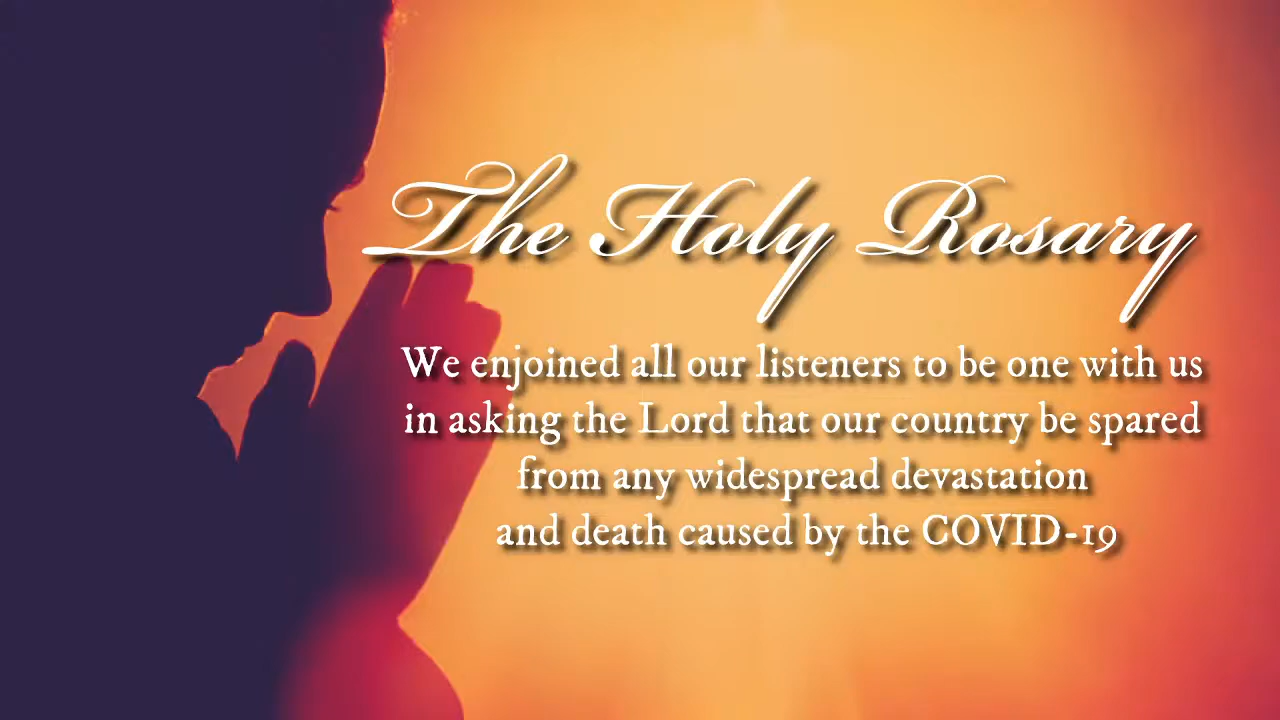 The Holy Rosary
We enjoined all our listeners to be one with us
in asking the Lord that our country be spared
from any widespread devastation
and death caused by the COVID-19